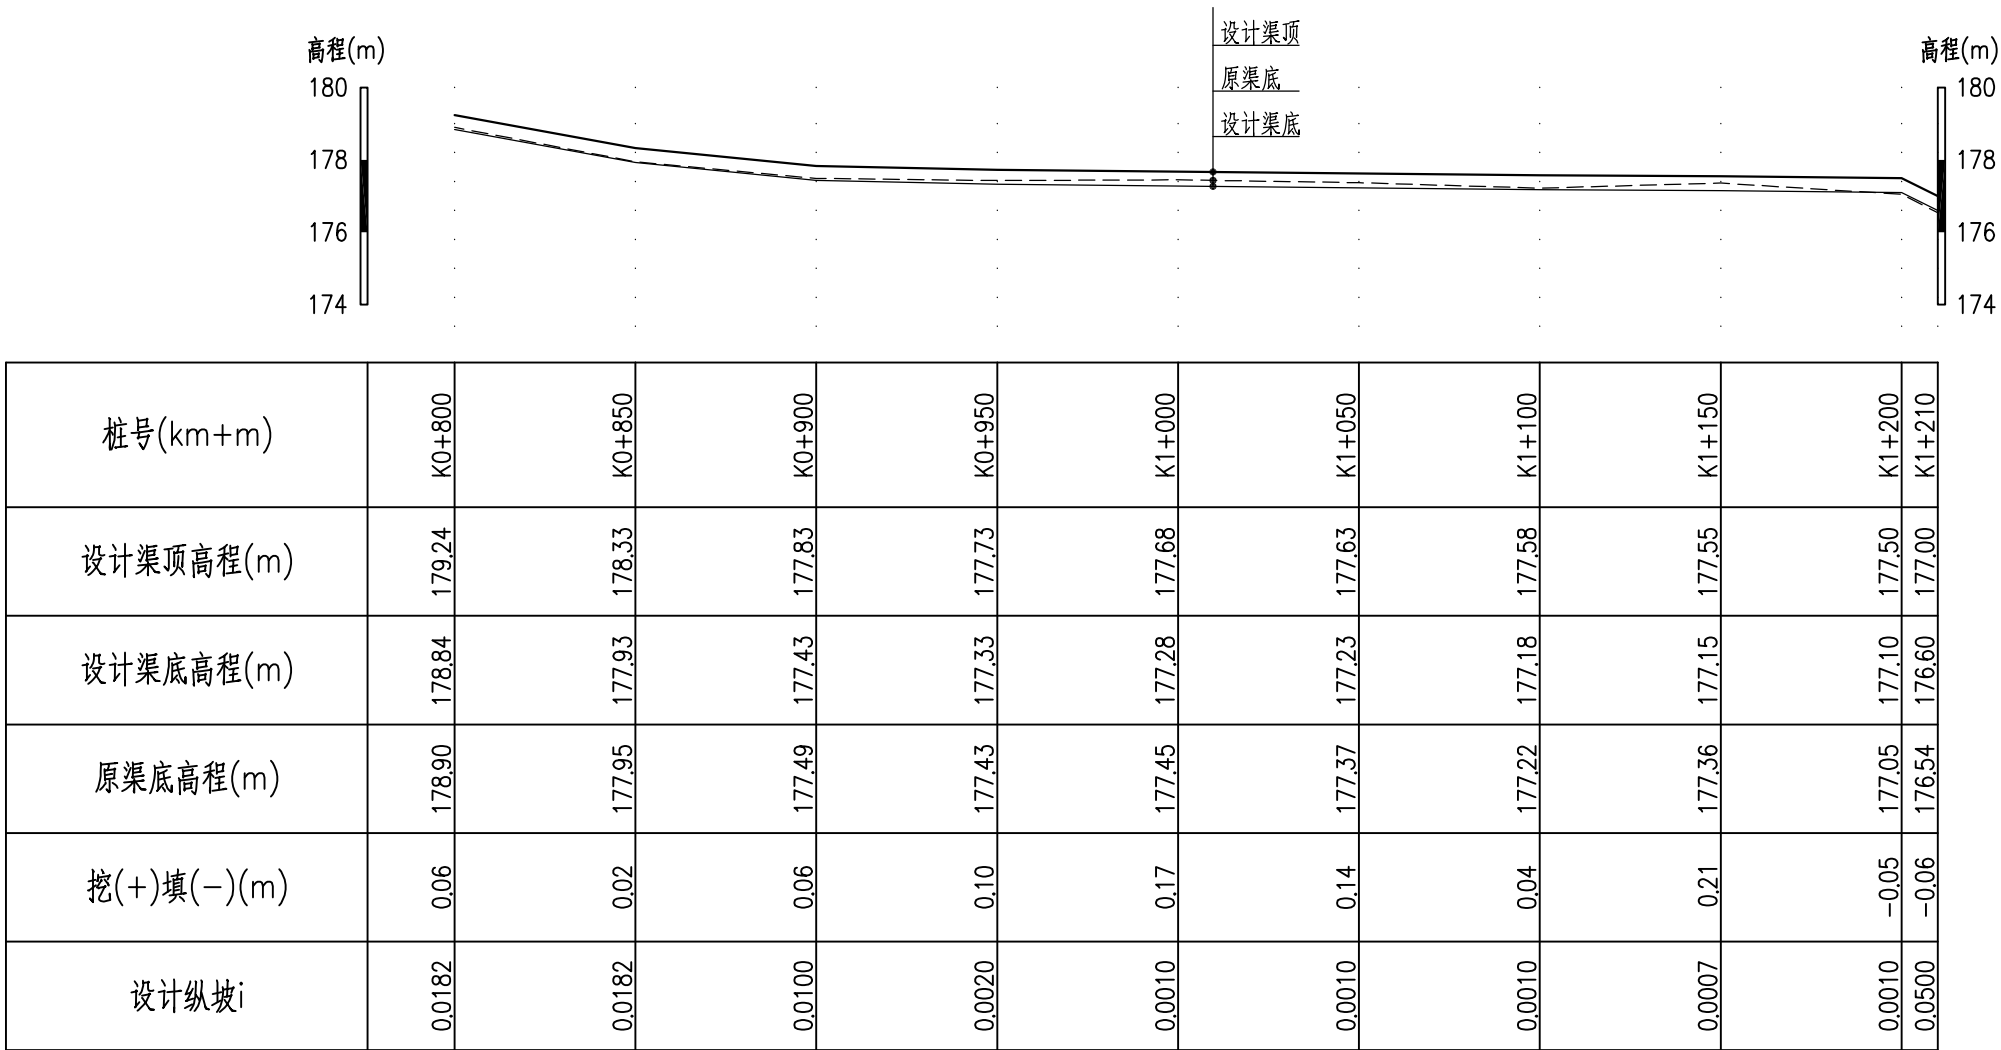 高程(m)
180
178
176
174
设计渠顶
原渠底
设计渠底
高程(m)
180
178
176
174
桩号(km+m) K0+800 K0+850 K0+900 K0+950 K1+000 K1+050 K1+100 K1+150 K1+200 K1+210
设计渠顶高程(m) 179.24 178.33 177.83 177.73 177.68 177.63 177.58 177.55 177.50 177.00
设计渠底高程(m) 178.84 177.93 177.43 177.33 177.28 177.23 177.18 177.15 177.10 176.60
原渠底高程(m) 178.90 177.95 177.49 177.43 177.45 177.37 177.22 177.36 177.05 176.54
挖(+)填(-)(m) 0.06 0.02 0.06 0.10 0.17 0.14 0.04 0.21 -0.05 -0.06
设计纵坡i 0.0182 0.0182 0.0100 0.0020 0.0010 0.0010 0.0010 0.0007 0.0010 0.0500